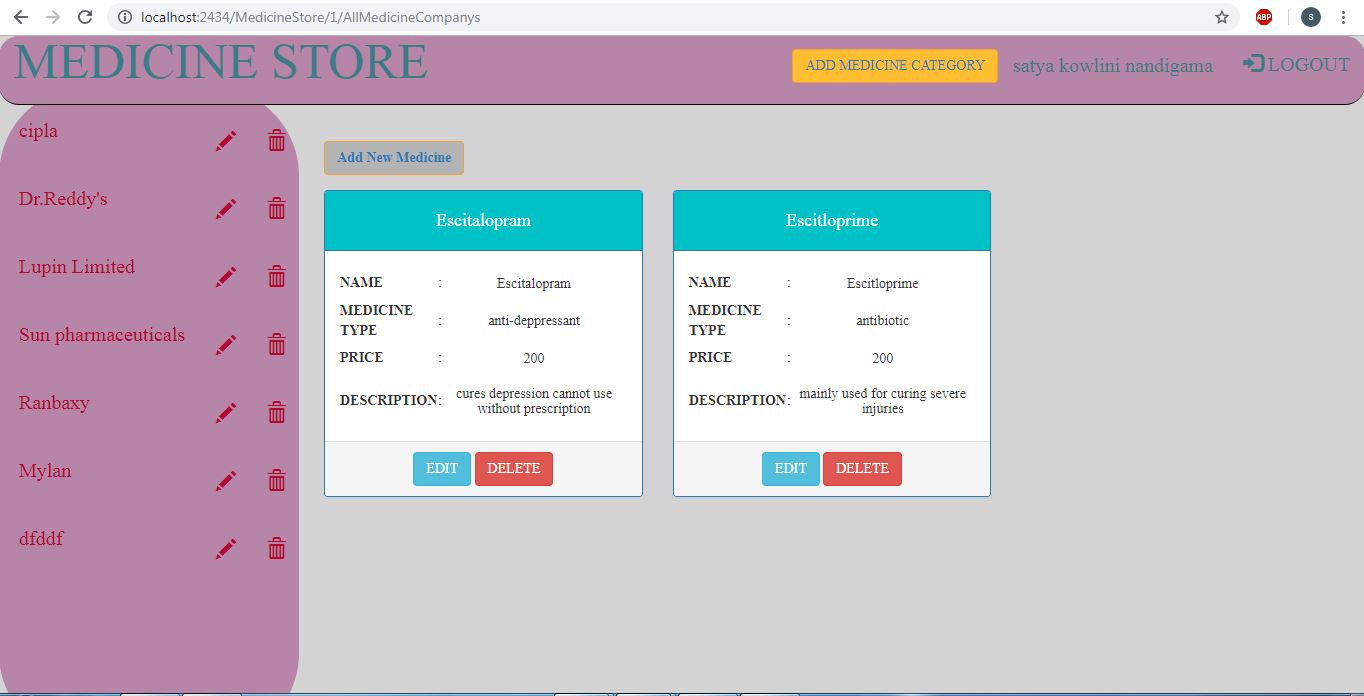 localhost:2434/MedicineStore/1/AllMedicineCompanys
ABP
S
MEDICINE STORE
ADD MEDICINE CATEGORY
satya kowlini nandigama
LOGOUT
cipla
Dr.Reddy's
Lupin Limited
Sun pharmaceuticals
Ranbaxy
Mylan
dfddf
Add New Medicine
Escitalopram
NAME : Escitalopram
MEDICINE
TYPE : anti-deppressant
PRICE : 200
DESCRIPTION: cures depression cannot use
without prescription
EDIT DELETE
Escitloprime
NAME : Escitloprime
MEDICINE
TYPE : antibiotic
PRICE : 200
DESCRIPTION: mainly used for curing severe
injuries
EDIT DELETE